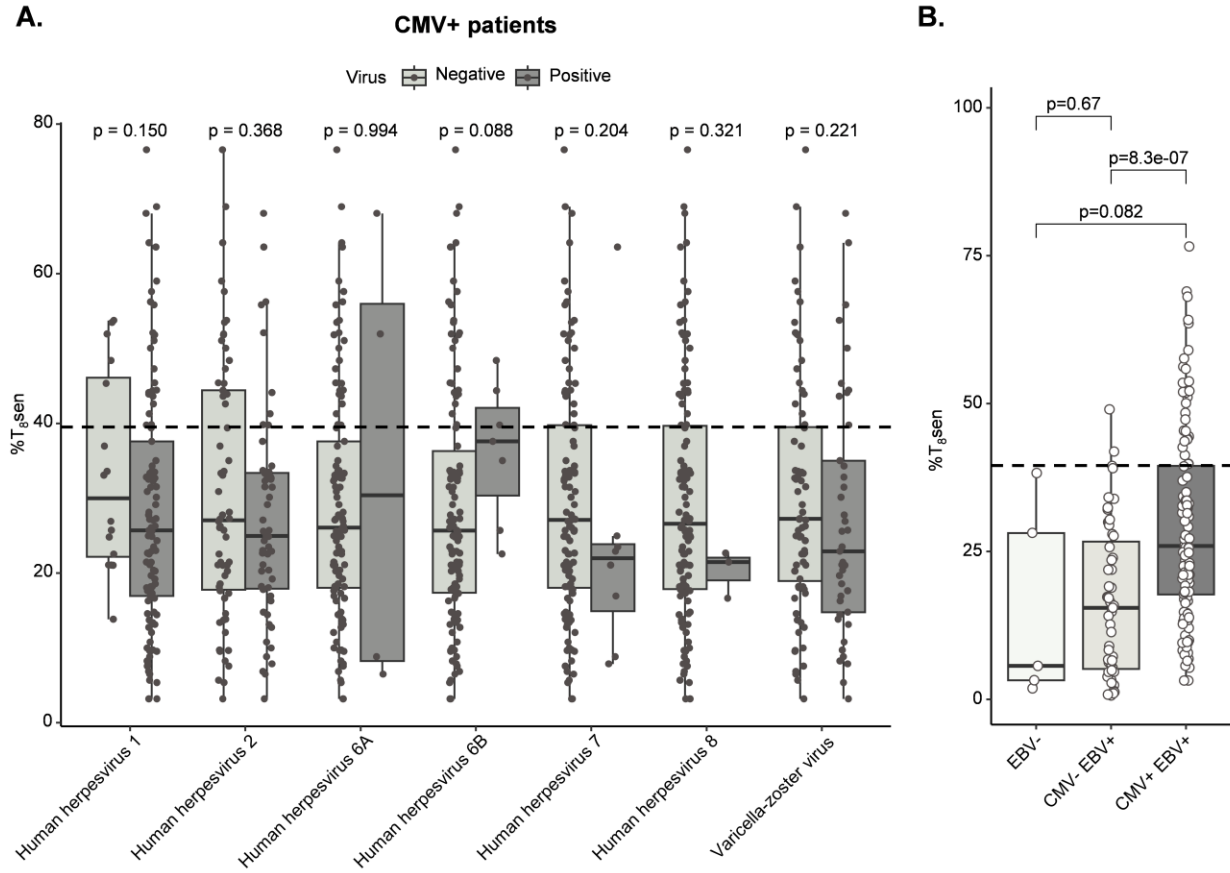 A.
CMV+ patients
Virus Negative Positive
p = 0.150 p = 0.368 p = 0.994 p = 0.088 p = 0.204 p = 0.321 p = 0.221
80
60
40
20
0
%T₈sen
Human herpesvirus 1
Human herpesvirus 2
Human herpesvirus 6A
Human herpesvirus 6B
Human herpesvirus 7
Human herpesvirus 8
Varicella-zoster virus
B.
p=0.67
p=8.3e-07
p=0.082
100
75
50
25
0
%T₈sen
EBV-
CMV- EBV+
CMV+ EBV+